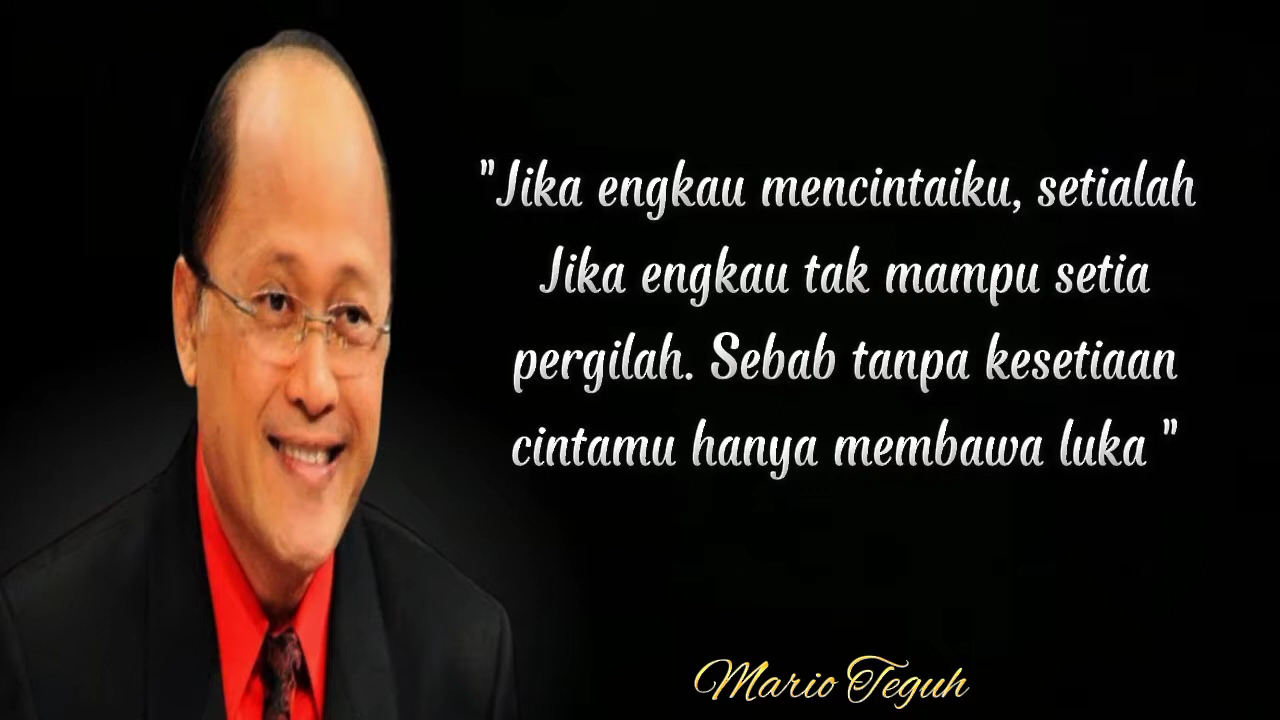 "Jika engkau mencintaiku, setialah
Jika engkau tak mampu setia
pergilah. Sebab tanpa kesetiaan
cintamu hanya membawa luka "
Mario Teguh